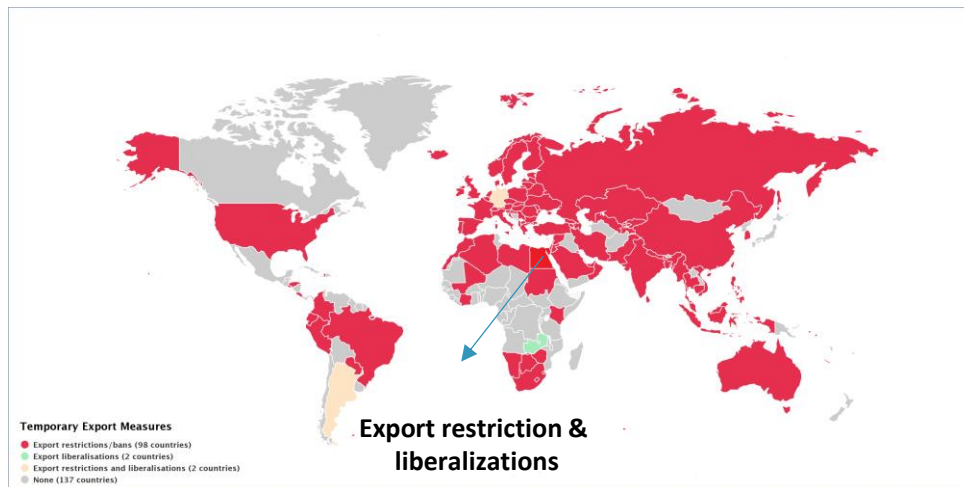 Export restriction &
liberalizations
Temporary Export Measures
Export restrictions/bans (98 countries)
Export liberalisations (2 countries)
Export restrictions and liberalisations (2 countries)
None (137 countries)